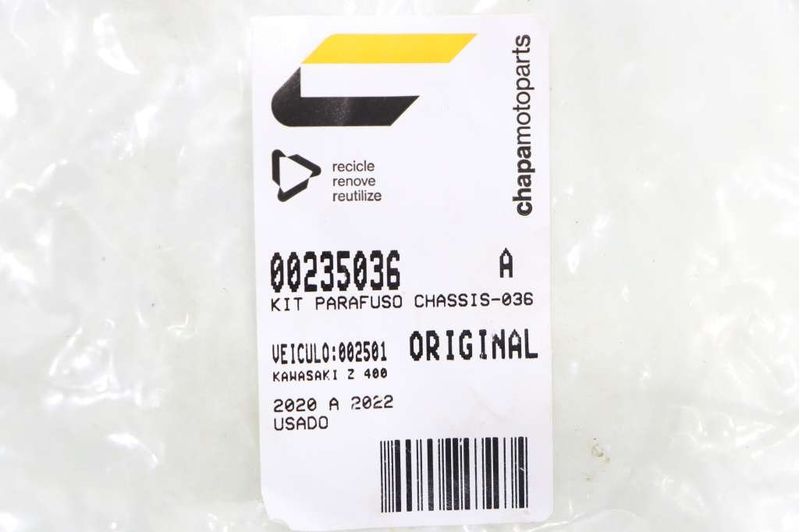 chapamotoparts
recicle
renove
reutilize
00235036 A
KIT PARAFUSO CHASSIS-036
VEICULO:002501 ORIGINAL
KAWASAKI Z 400
2020 A 2022
USADO